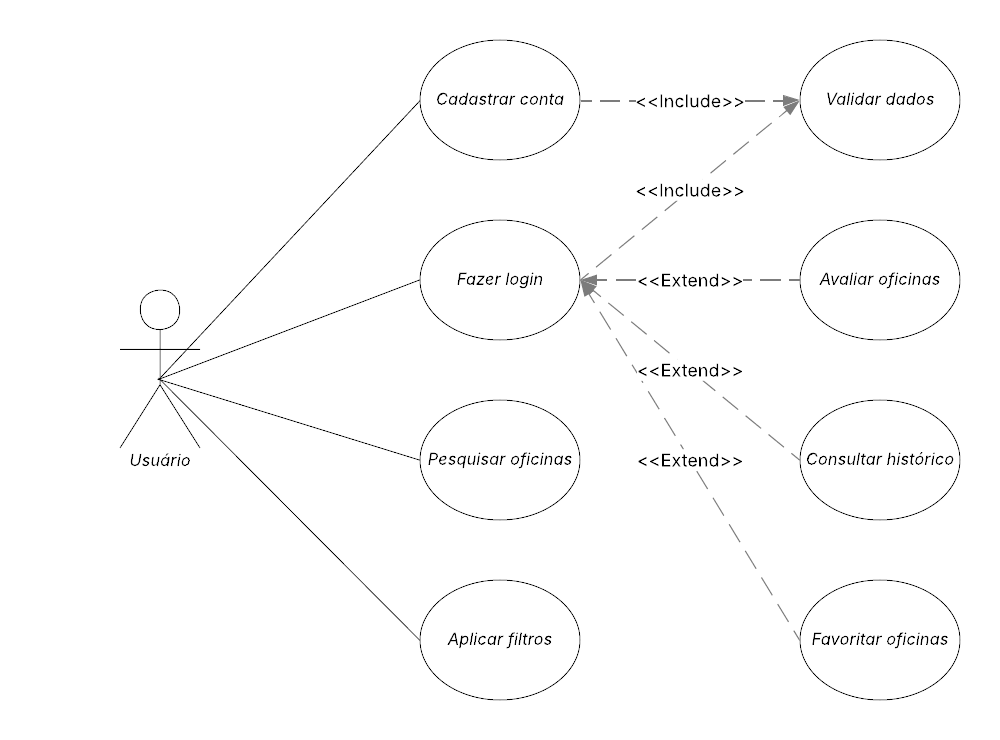 Cadastrar conta
<<Include>>
Validar dados
<<Include>>
Fazer login
<<Extend>>
Avaliar oficinas
<<Extend>>
Usuário
Pesquisar oficinas
<<Extend>>
Consultar histórico
Aplicar filtros
Favoritar oficinas